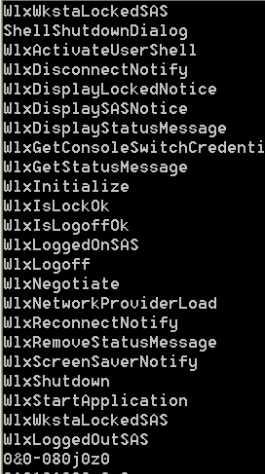 WlxWkstaLockedSAS
ShellShutdownDialog
WlxActivateUserShell
WlxDisconnectNotify
WlxDisplayLockedNotice
WlxDisplaySASNotice
WlxDisplayStatusMessage
WlxGetConsoleSwitchCredenti
WlxGetStatusMessage
WlxInitialize
WlxIsLockOk
WlxIsLogoffOk
WlxLoggedOnSAS
WlxLogoff
WlxNegotiate
WlxNetworkProviderLoad
WlxReconnectNotify
WlxRemoveStatusMessage
WlxScreenSaverNotify
WlxShutdown
WlxStartApplication
WlxWkstaLockedSAS
WlxLoggedOutSAS
0&0-080j0z0